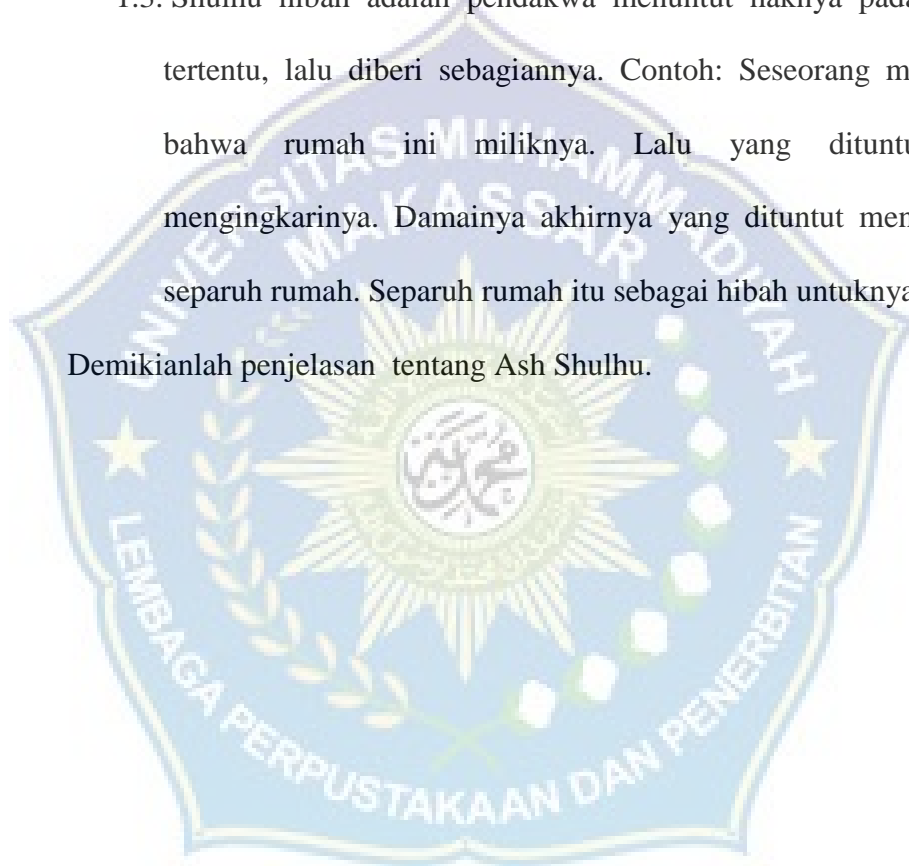 1.3. Shulhu hibah adalah pendakwa menuntut haknya pada
tertentu, lalu diberi sebagiannya. Contoh: Seseorang m
bahwa rumah ini miliknya. Lalu yang ditunt
mengingkarinya. Damainya akhirnya yang dituntut men
separuh rumah. Separuh rumah itu sebagai hibah untuknya
Demikianlah penjelasan tentang Ash Shulhu.
UNIVERSITAS MUHAMMADIYAH
MAKASSAR
محمد
LEMBAGA PERPUSTAKAAN DAN PENERBITAN